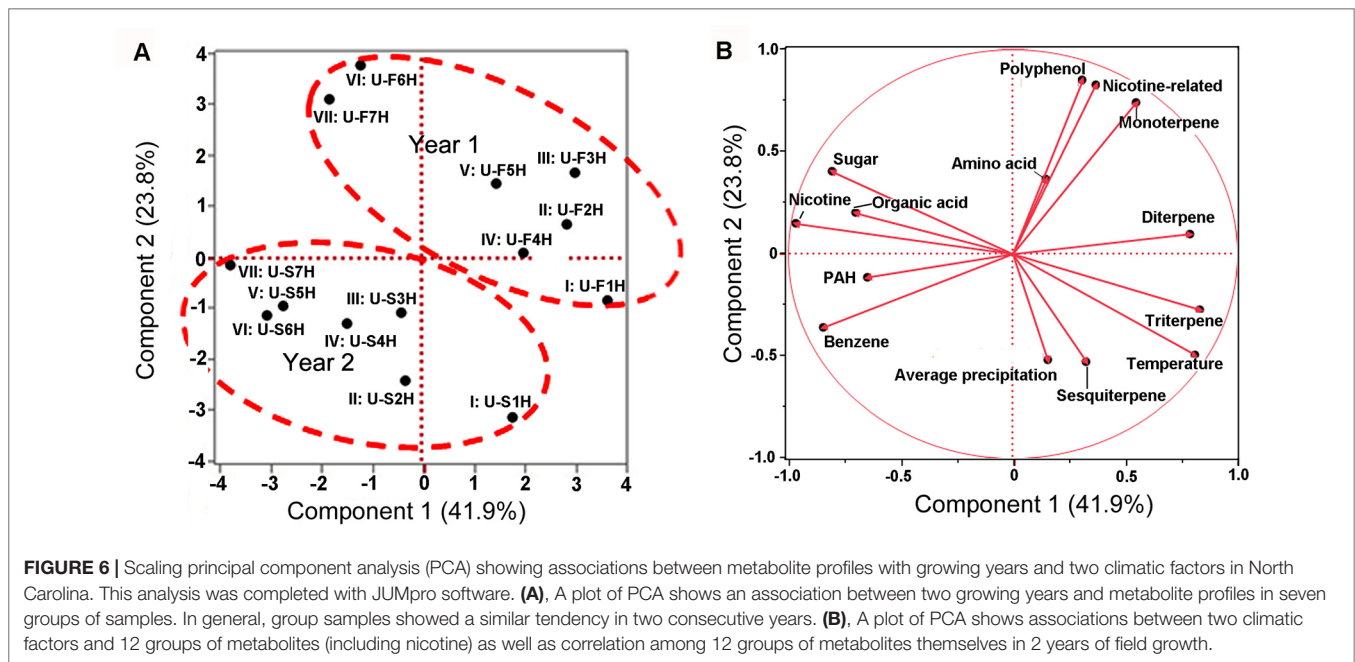 A
4
3
2
1
0
-1
-2
-3
-4
Component 2 (23.8%)
VI: U-F6H
VII: U-F7H
Year 1
V: U-F5H
III: U-F3H
II: U-F2H
IV: U-F4H
I: U-F1H
VII: U-S7H
V: U-S5H
VI: U-S6H
III: U-S3H
IV: U-S4H
Year 2
II: U-S2H
I: U-S1H
-4 -3 -2 -1 0 1 2 3 4
Component 1 (41.9%)
B
1.0
0.5
0
-0.5
-1.0
Component 2 (23.8%)
Polyphenol
Nicotine-related
Monoterpene
Amino acid
Sugar
Nicotine
Organic acid
Diterpene
PAH
Benzene
Triterpene
Temperature
Average precipitation
Sesquiterpene
-1.0 -0.5 0 0.5 1.0
Component 1 (41.9%)
FIGURE 6 | Scaling principal component analysis (PCA) showing associations between metabolite profiles with growing years and two climatic factors in North
Carolina. This analysis was completed with JUMpro software. (A), A plot of PCA shows an association between two growing years and metabolite profiles in seven
groups of samples. In general, group samples showed a similar tendency in two consecutive years. (B), A plot of PCA shows associations between two climatic
factors and 12 groups of metabolites (including nicotine) as well as correlation among 12 groups of metabolites themselves in 2 years of field growth.